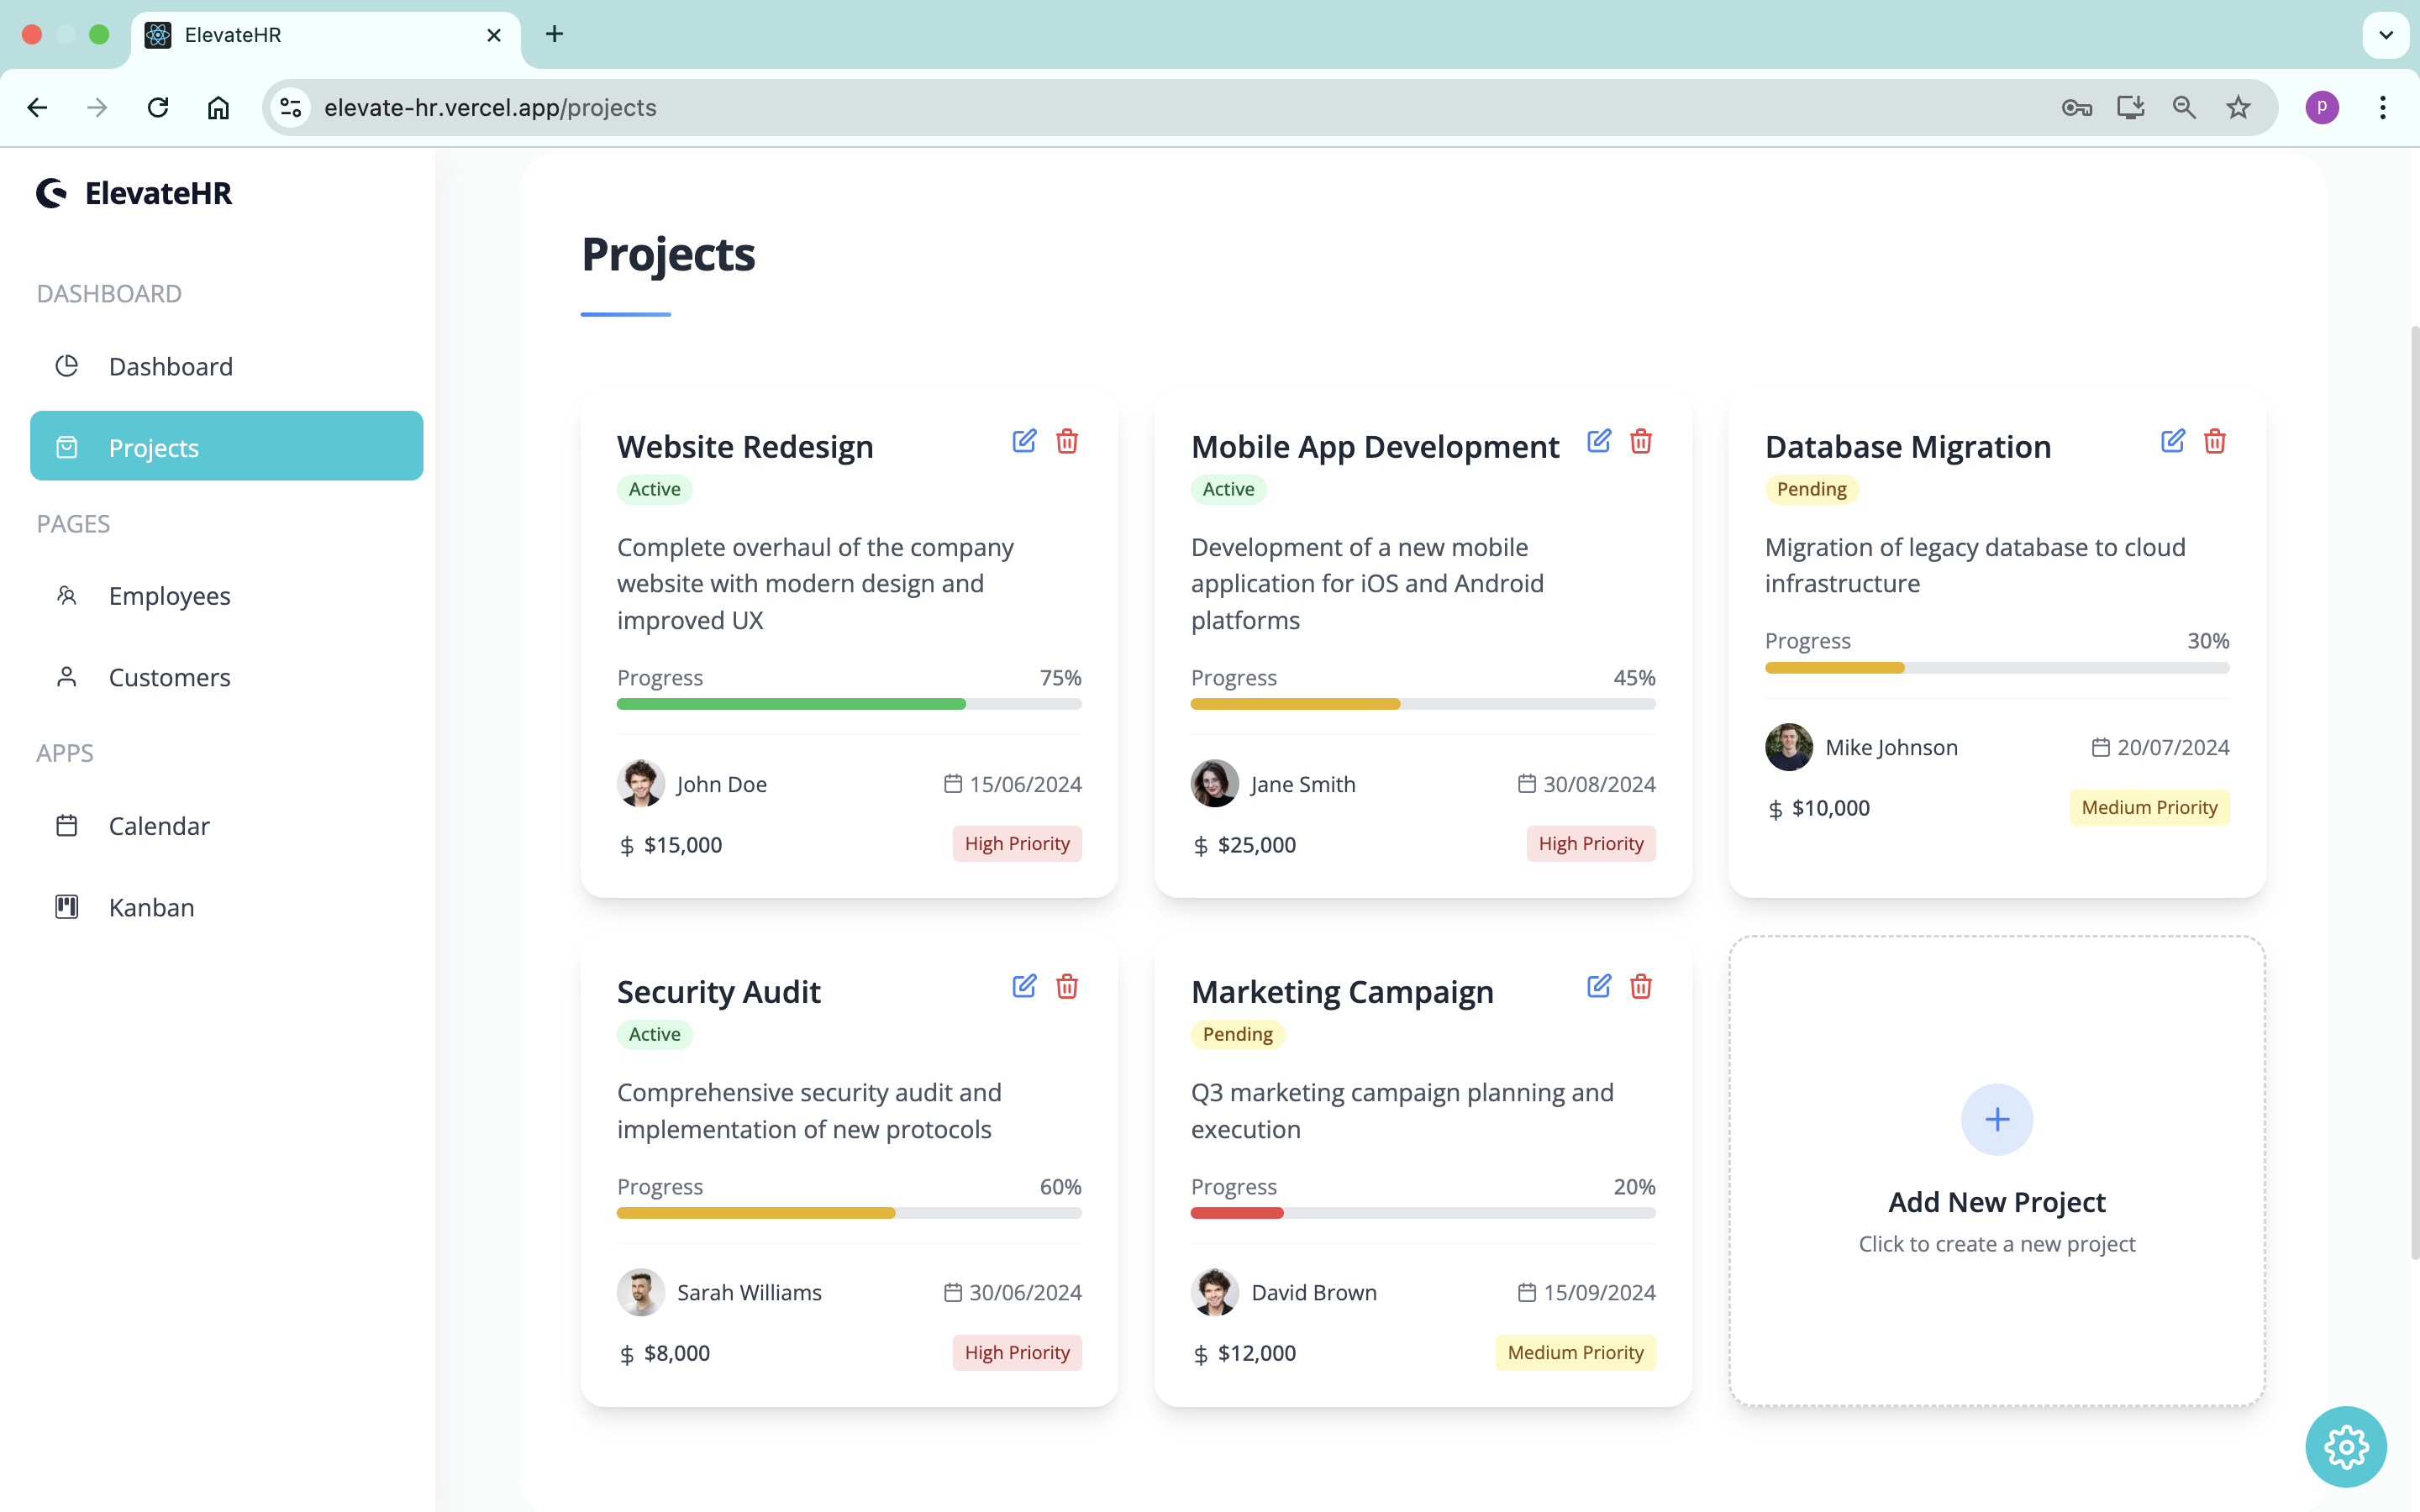 ElevateHR
elevate-hr.vercel.app/projects
p
ElevateHR
DASHBOARD
Dashboard
Projects
PAGES
Employees
Customers
APPS
Calendar
Kanban
Projects
Website Redesign
Active
Complete overhaul of the company
website with modern design and
improved UX
Progress 75%
John Doe 15/06/2024
$ $15,000 High Priority
Mobile App Development
Active
Development of a new mobile
application for iOS and Android
platforms
Progress 45%
Jane Smith 30/08/2024
$ $25,000 High Priority
Database Migration
Pending
Migration of legacy database to cloud
infrastructure
Progress 30%
Mike Johnson 20/07/2024
$ $10,000 Medium Priority
Security Audit
Active
Comprehensive security audit and
implementation of new protocols
Progress 60%
Sarah Williams 30/06/2024
$ $8,000 High Priority
Marketing Campaign
Pending
Q3 marketing campaign planning and
execution
Progress 20%
David Brown 15/09/2024
$ $12,000 Medium Priority
Add New Project
Click to create a new project